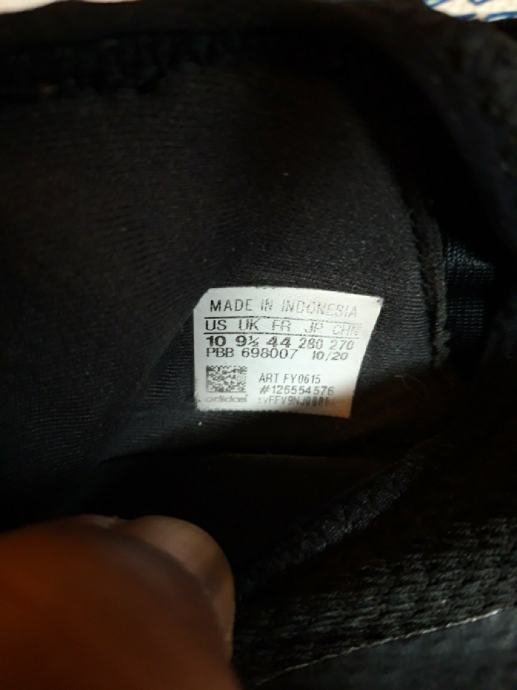 MADE IN INDONESIA
US UK FR JP CHN
10 9½ 44 280 270
PBB 698007 10/20
ART FY0615
#126554576
adidas